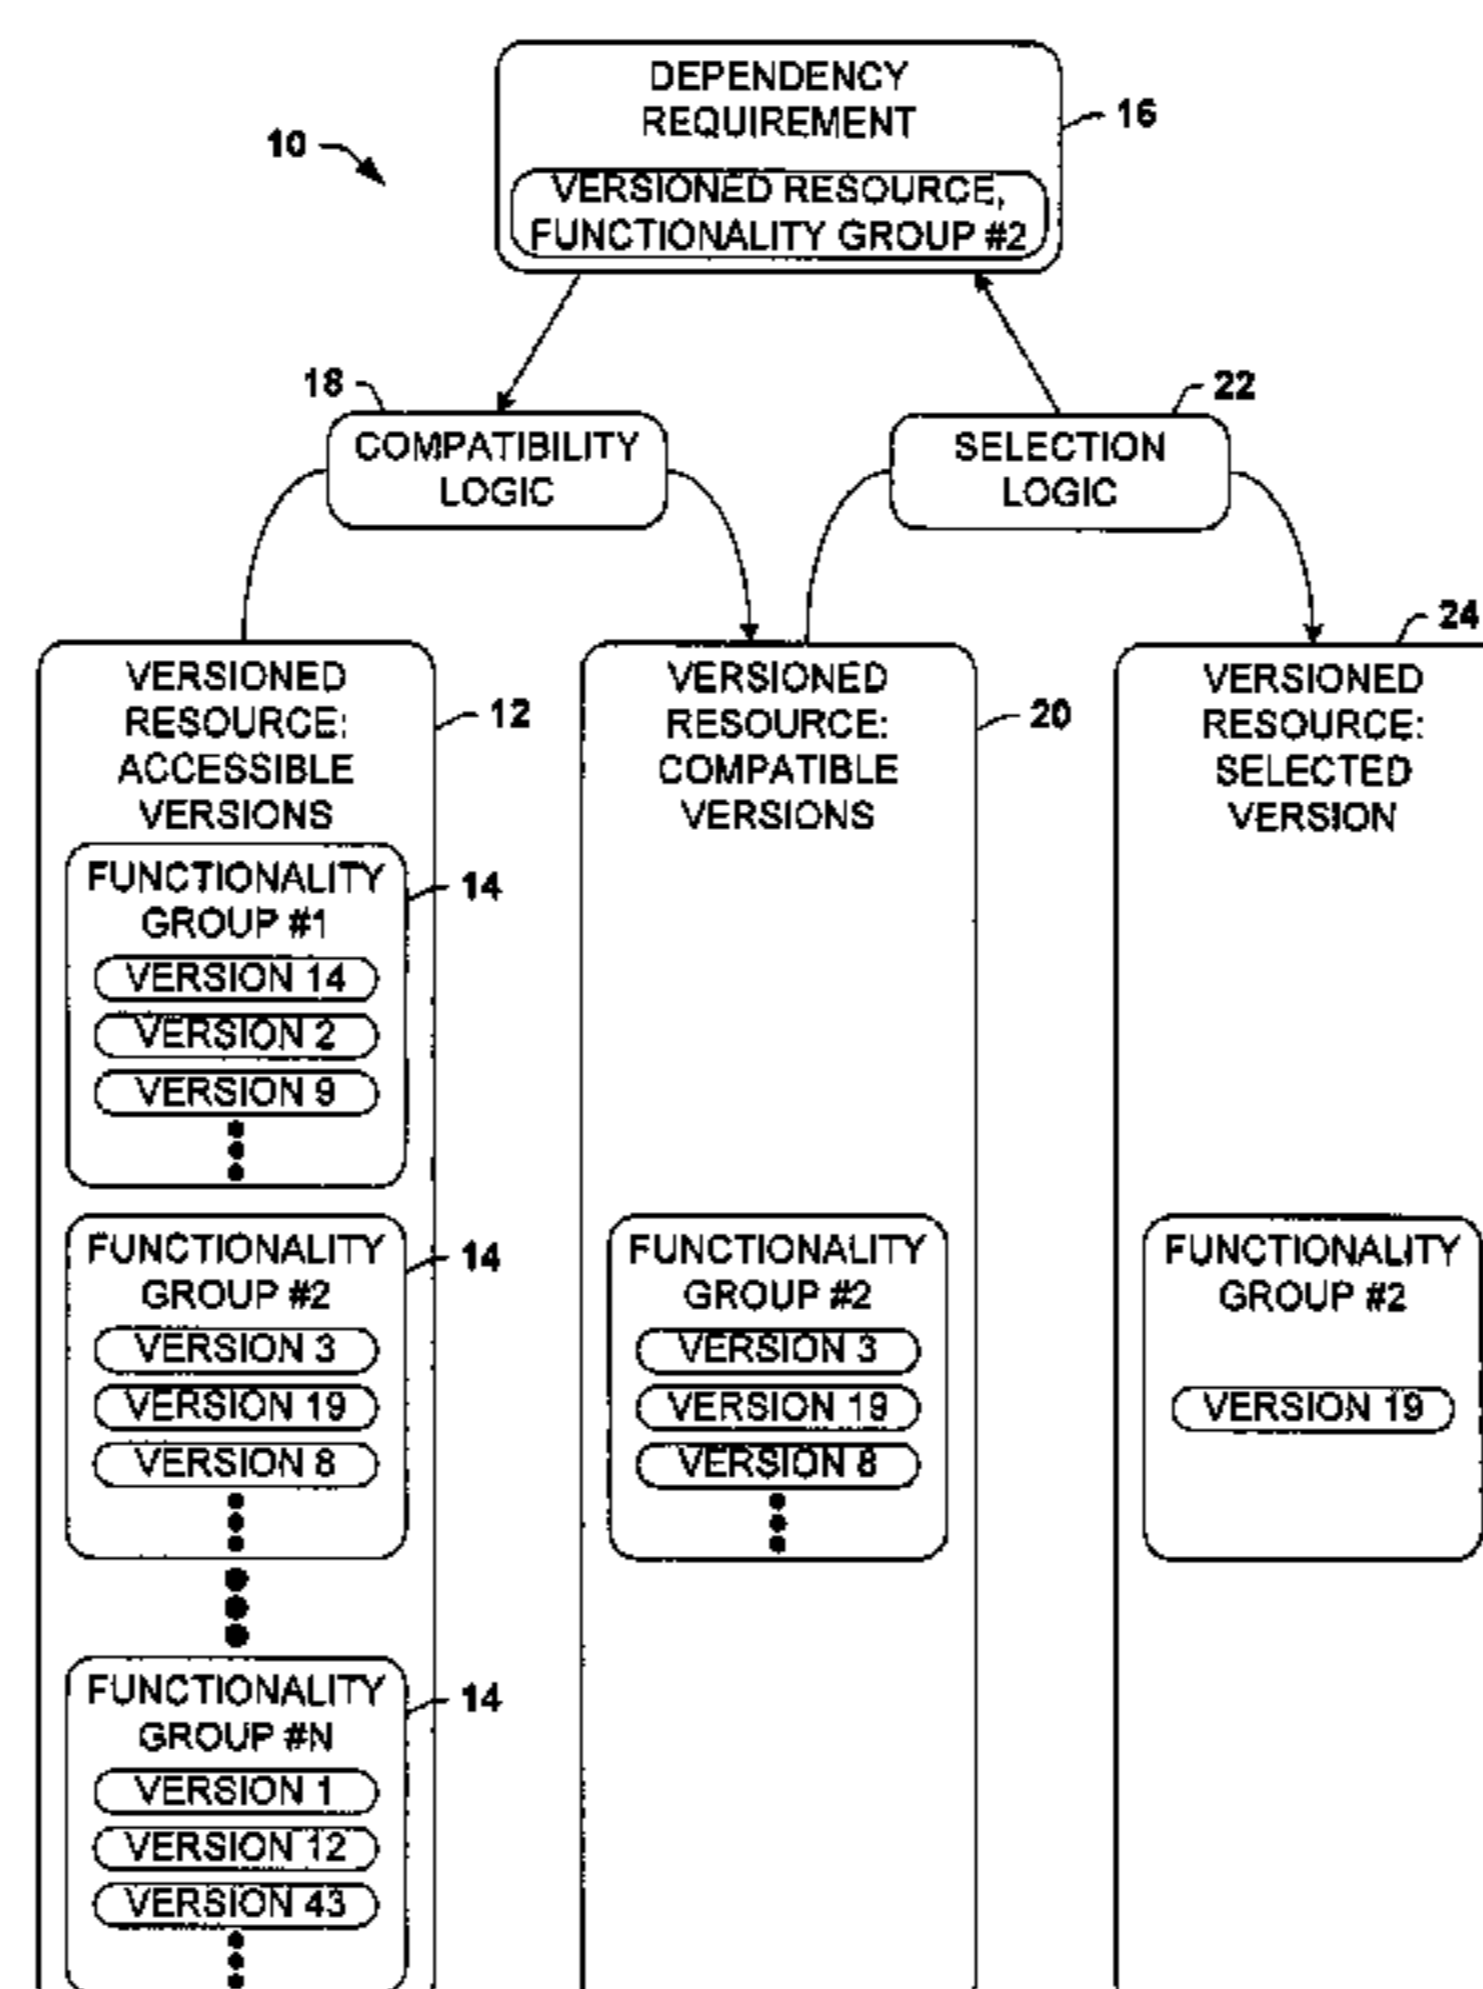 DEPENDENCY
REQUIREMENT
16
10
VERSIONED RESOURCE,
FUNCTIONALITY GROUP #2
18
COMPATIBILITY
LOGIC
22
SELECTION
LOGIC
VERSIONED
RESOURCE:
ACCESSIBLE
VERSIONS
12
FUNCTIONALITY
GROUP #1
14
VERSION 14
VERSION 2
VERSION 9
FUNCTIONALITY
GROUP #2
14
VERSION 3
VERSION 19
VERSION 8
FUNCTIONALITY
GROUP #N
14
VERSION 1
VERSION 12
VERSION 43
VERSIONED
RESOURCE:
COMPATIBLE
VERSIONS
20
FUNCTIONALITY
GROUP #2
VERSION 3
VERSION 19
VERSION 8
24
VERSIONED
RESOURCE:
SELECTED
VERSION
FUNCTIONALITY
GROUP #2
VERSION 19